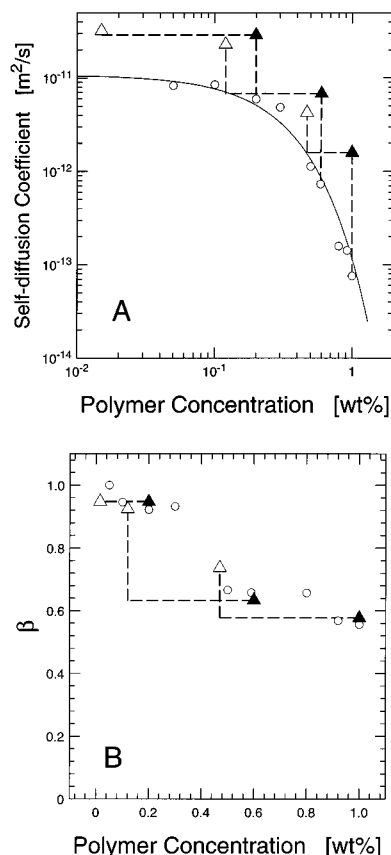 Self-diffusion Coefficient [m²/s]
10⁻¹¹
10⁻¹²
10⁻¹³
10⁻¹⁴
A
10⁻² 10⁻¹ 1
Polymer Concentration [wt%]
β
1.0
0.8
0.6
0.4
0.2
0
B
0 0.2 0.4 0.6 0.8 1.0
Polymer Concentration [wt%]